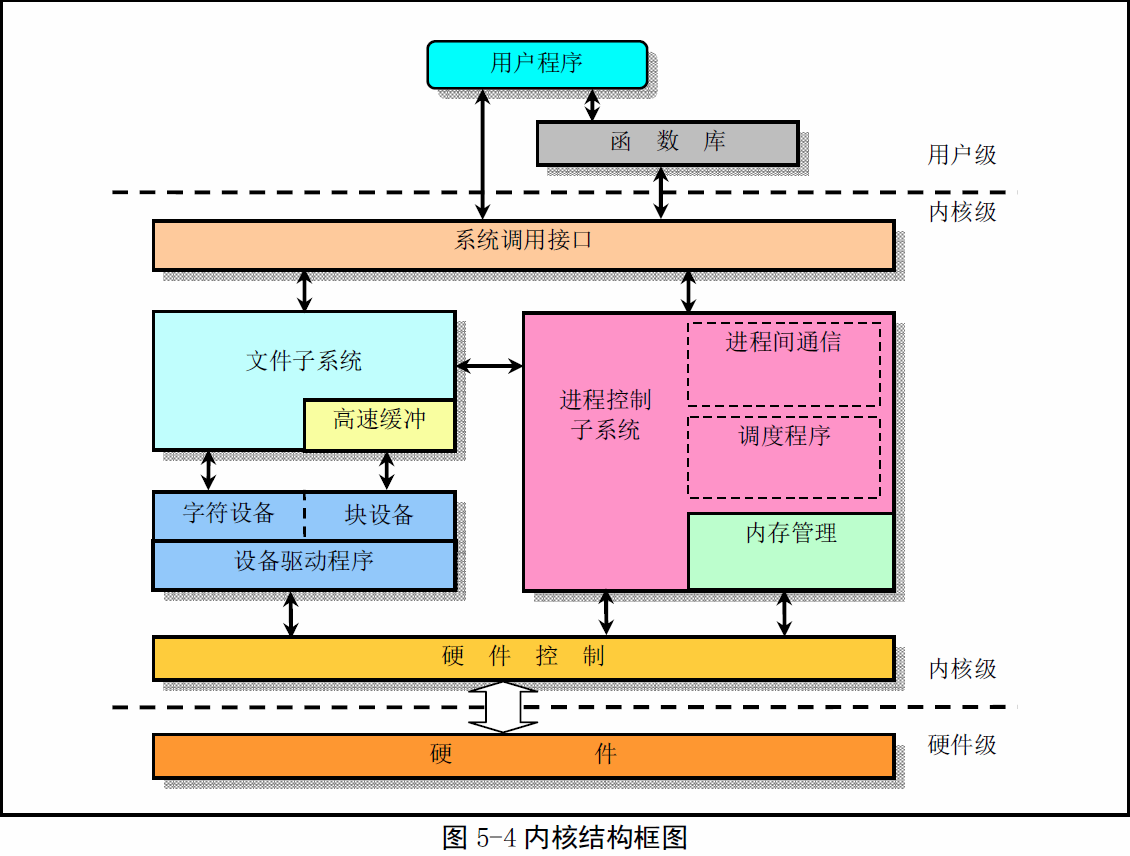 用户程序
函 数 库
用户级
内核级
系统调用接口
文件子系统
高速缓冲
进程控制
子系统
进程间通信
调度程序
内存管理
字符设备
块设备
设备驱动程序
硬 件 控 制
内核级
硬 件
硬件级
图 5-4 内核结构框图